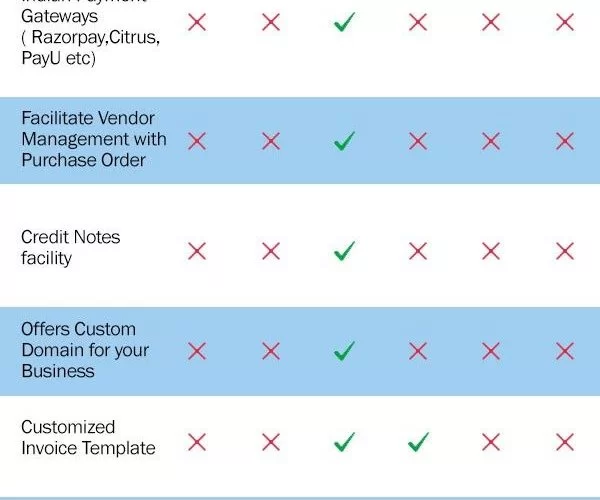 Gateways
( Razorpay,Citrus,
PayU etc)
Facilitate Vendor
Management with
Purchase Order
Credit Notes
facility
Offers Custom
Domain for your
Business
Customized
Invoice Template